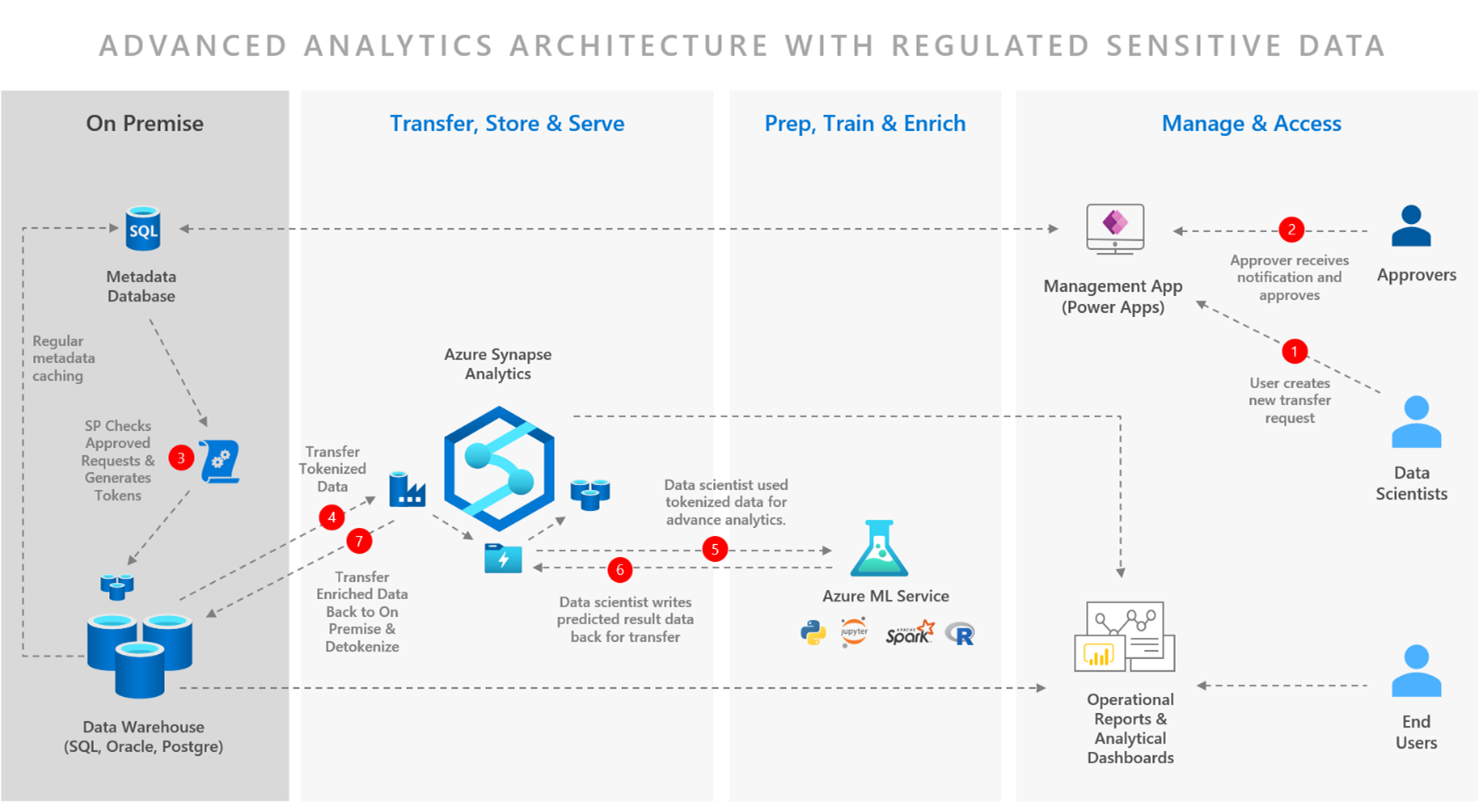 ADVANCED ANALYTICS ARCHITECTURE WITH REGULATED SENSITIVE DATA
On Premise
Transfer, Store & Serve
Prep, Train & Enrich
Manage & Access
SQL
Metadata
Database
Management App
(Power Apps)
2
Approver receives
notification and
approves
Approvers
Regular
metadata
caching
1
User creates
new transfer
request
Data
Scientists
SP Checks
Approved
Requests &
Generates
Tokens
3
Azure Synapse
Analytics
Transfer
Tokenized
Data
4
7
Transfer
Enriched Data
Back to On
Premise &
Detokenize
Data scientist used
tokenized data for
advance analytics.
5
6
Data scientist writes
predicted result data
back for transfer
Azure ML Service
jupyter
APACHE
Spark
R
Data Warehouse
(SQL, Oracle, Postgre)
Operational
Reports &
Analytical
Dashboards
End
Users